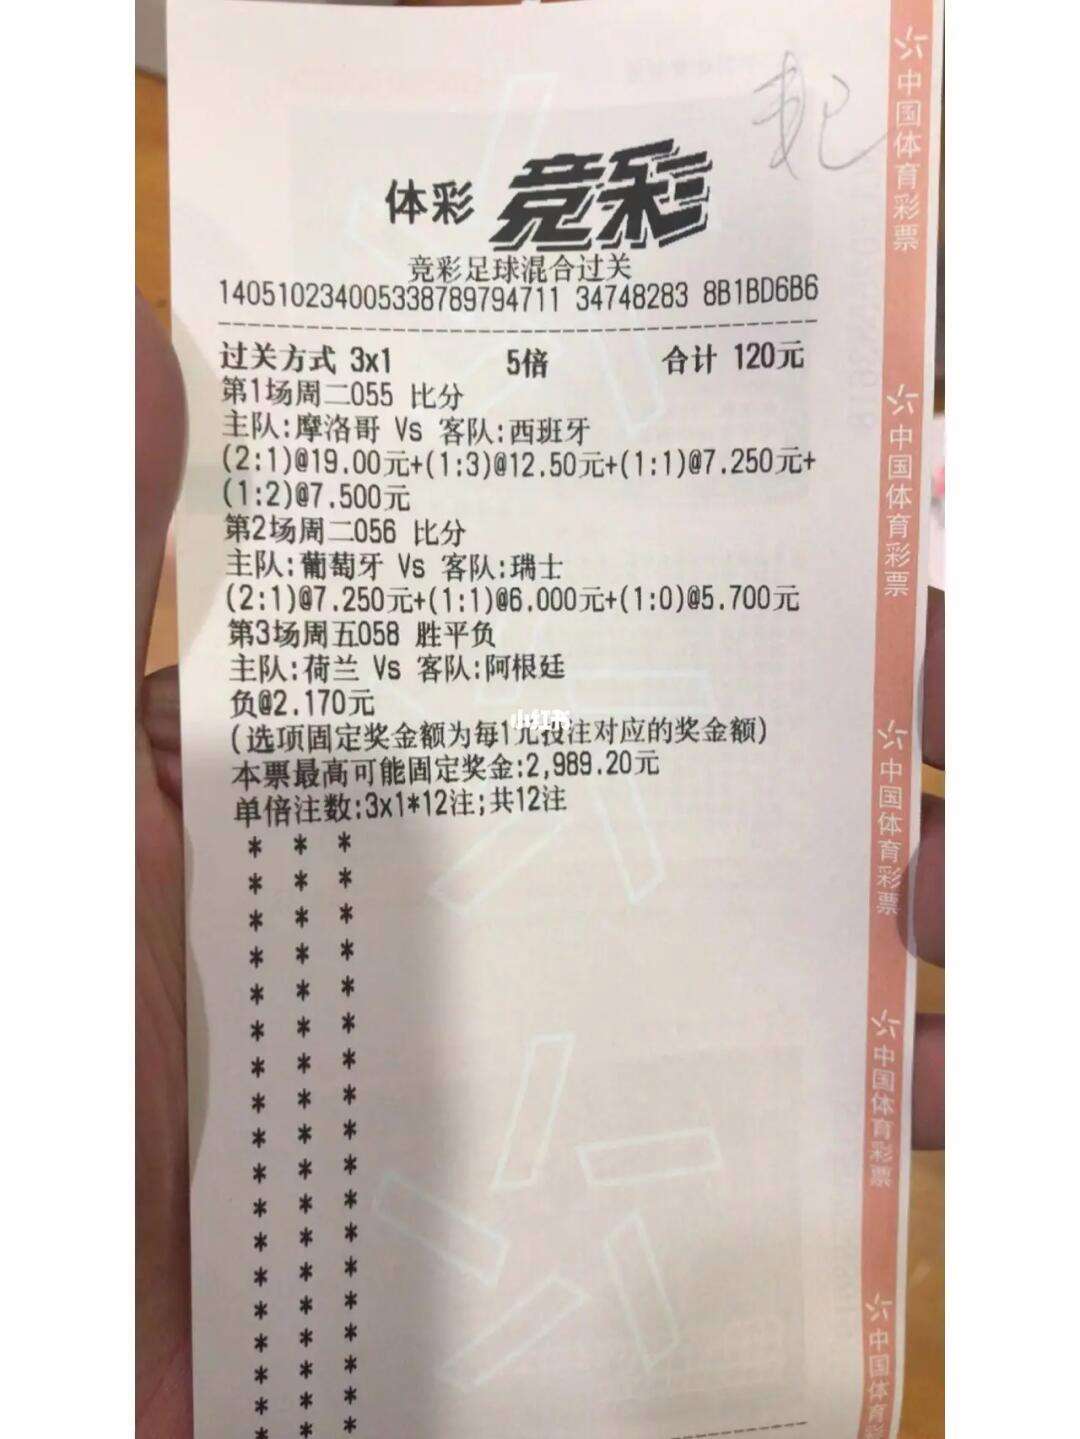 体彩 竞彩
竞彩足球混合过关
140510234005338789794711 34748283 8B1BD6B6
过关方式 3x1 5倍 合计 120元
第1场周二055 比分
主队:摩洛哥 Vs 客队:西班牙
(2:1)@19.00元+(1:3)@12.50元+(1:1)@7.250元+
(1:2)@7.500元
第2场周二056 比分
主队:葡萄牙 Vs 客队:瑞士
(2:1)@7.250元+(1:1)@6.000元+(1:0)@5.700元
第3场周五058 胜平负
主队:荷兰 Vs 客队:阿根廷
负@2.170元
(选项固定奖金额为每1元投注对应的奖金额)
本票最高可能固定奖金:2,989.20元
单倍注数:3x1*12注;共12注
小红书
中国体育彩票
中国体育彩票
中国体育彩票
中国体育彩票
中国体育